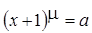 (x+1)^μ = a